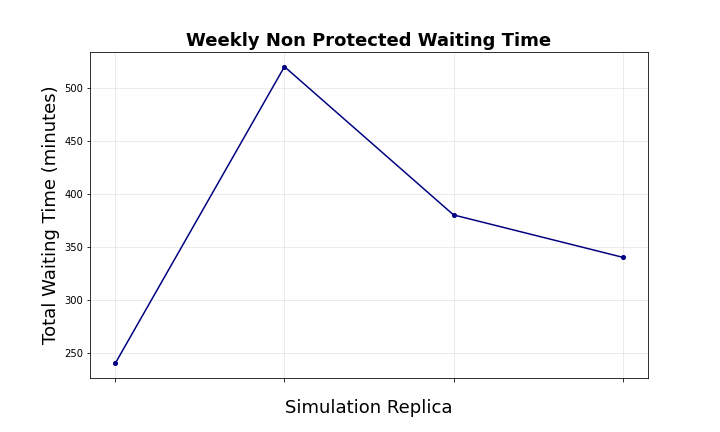 Weekly Non Protected Waiting Time
Total Waiting Time (minutes)
500
450
400
350
300
250
Simulation Replica